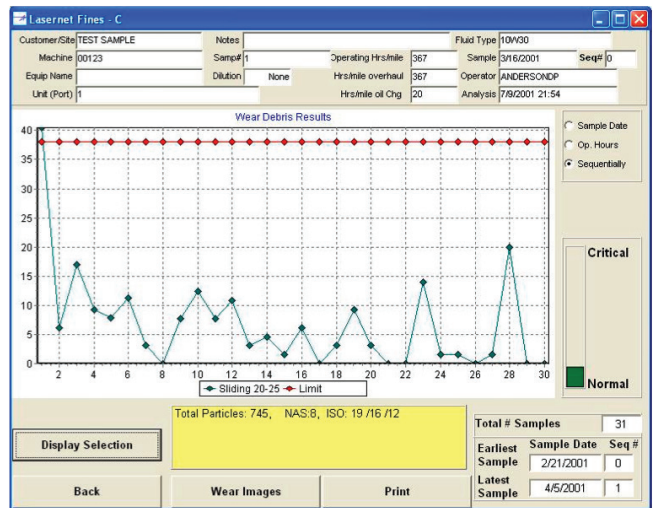 Lasernet Fines - C
Customer/Site TEST SAMPLE Notes Fluid Type 10W30
Machine 00123 Samp# 1 Operating Hrs/mile 367 Sample 3/16/2001 Seq# 0
Equip Name Dilution None Hrs/mile overhaul 367 Operator ANDERSONDP
Unit (Port) 1 Hrs/mile oil Chg 20 Analysis 7/9/2001 21:54
Wear Debris Results
Sample Date
Op. Hours
Sequentially
40
35
30
25
20
15
10
5
0
2 4 6 8 10 12 14 16 18 20 22 24 26 28 30
Sliding 20-25 Limit
Critical
Normal
Total Particles: 745, NAS:8, ISO: 19 /16 /12
Display Selection
Back
Wear Images
Print
Total # Samples 31
Sample Date Seq #
Earliest Sample 2/21/2001 0
Latest Sample 4/5/2001 1